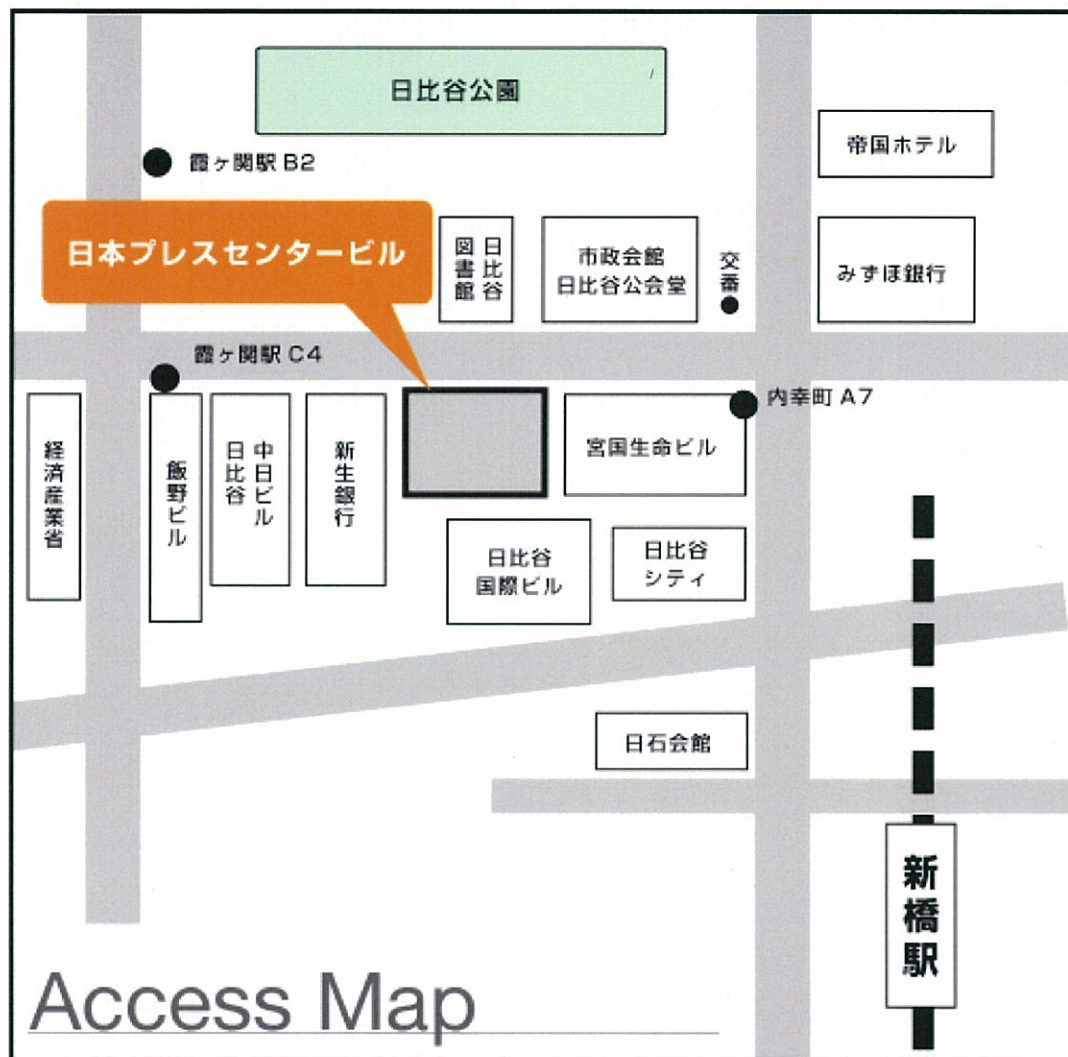 日比谷公園
帝国ホテル
霞ヶ関駅 B2
日本プレスセンタービル
日比谷
図書館
市政会館
日比谷公会堂
交番
みずほ銀行
霞ヶ関駅 C4
内幸町 A7
経済産業省
飯野ビル
中日ビル
日比谷
新生銀行
宮国生命ビル
日比谷
国際ビル
日比谷
シティ
日石会館
新橋駅
Access Map